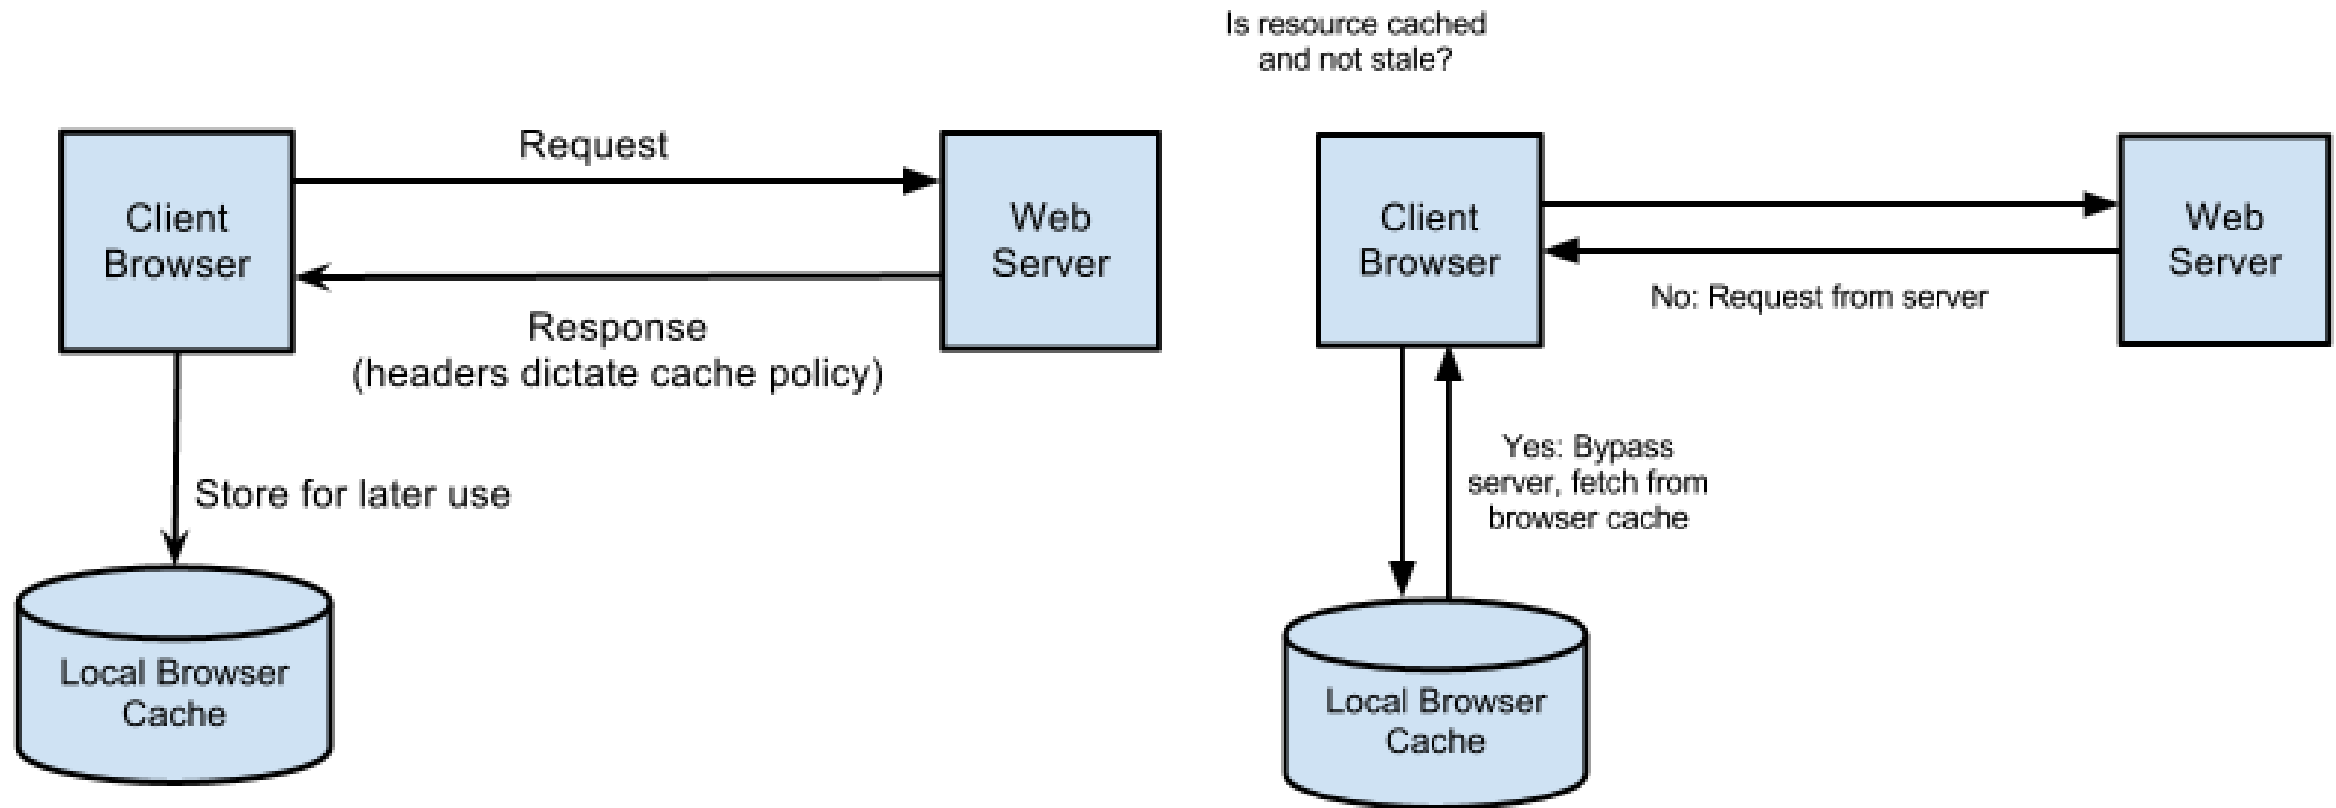 Request
Client
Browser
Web
Server
Response
(headers dictate cache policy)
Store for later use
Local Browser
Cache
Is resource cached
and not stale?
Client
Browser
Web
Server
No: Request from server
Yes: Bypass
server, fetch from
browser cache
Local Browser
Cache